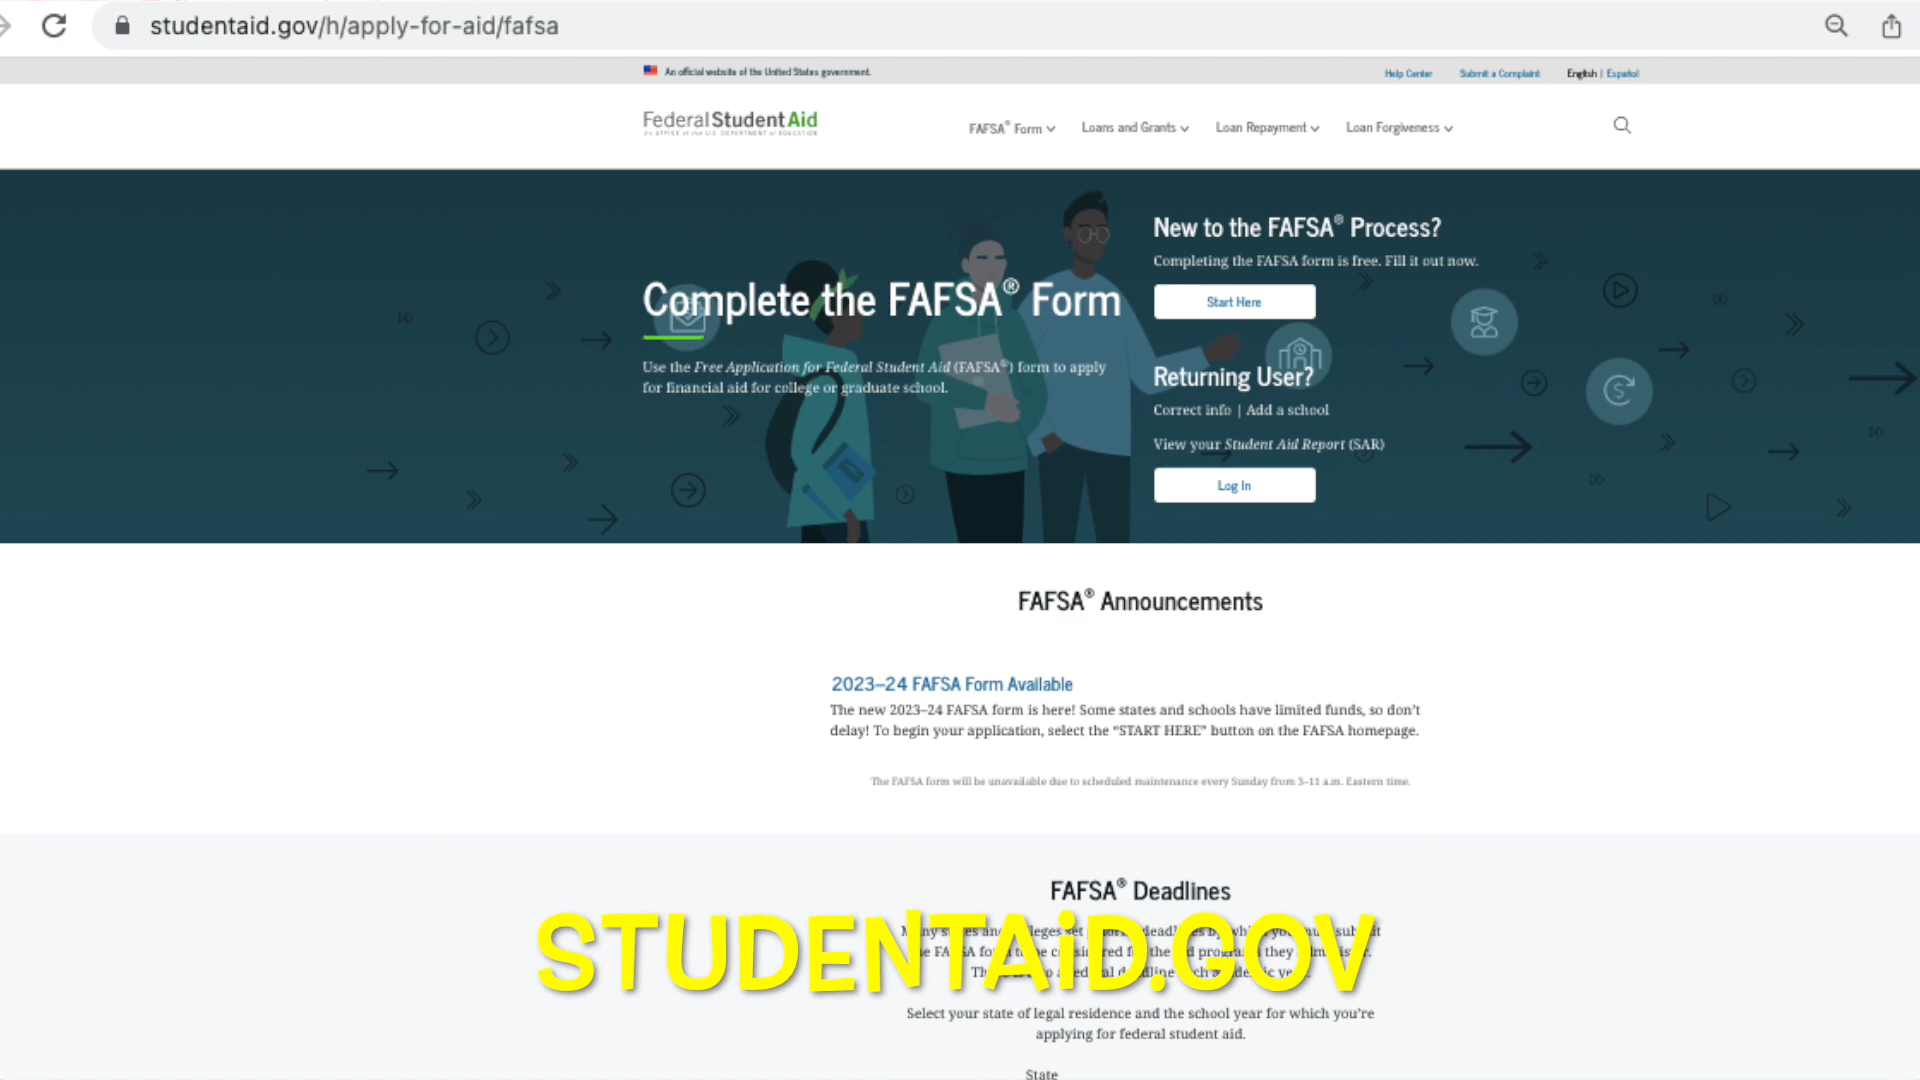 studentaid.gov/h/apply-for-aid/fafsa
An official website of the United States government.
Help Center Submit a Complaint English | Español
Federal Student Aid
An OFFICE of the U.S. DEPARTMENT of EDUCATION
FAFSA® Form Loans and Grants Loan Repayment Loan Forgiveness
Complete the FAFSA® Form
Use the Free Application for Federal Student Aid (FAFSA®) form to apply
for financial aid for college or graduate school.
New to the FAFSA® Process?
Completing the FAFSA form is free. Fill it out now.
Start Here
Returning User?
Correct info | Add a school
View your Student Aid Report (SAR)
Log In
FAFSA® Announcements
2023–24 FAFSA Form Available
The new 2023–24 FAFSA form is here! Some states and schools have limited funds, so don’t
delay! To begin your application, select the “START HERE” button on the FAFSA homepage.
The FAFSA form will be unavailable due to scheduled maintenance every Sunday from 3–11 a.m. Eastern time.
FAFSA® Deadlines
STUDENTAiD.GOV
Select your state of legal residence and the school year for which you’re
applying for federal student aid.
State